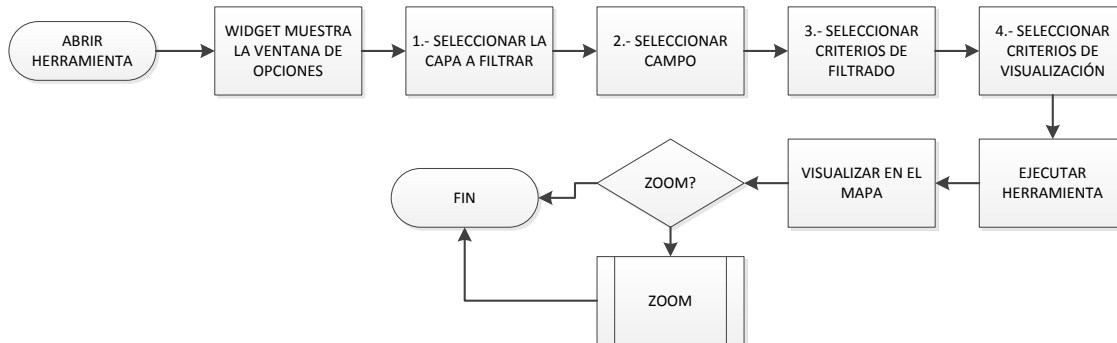 ABRIR
HERRAMIENTA
WIDGET MUESTRA
LA VENTANA DE
OPCIONES
1.- SELECCIONAR LA
CAPA A FILTRAR
2.- SELECCIONAR
CAMPO
3.- SELECCIONAR
CRITERIOS DE
FILTRADO
4.- SELECCIONAR
CRITERIOS DE
VISUALIZACIÓN
EJECUTAR
HERRAMIENTA
VISUALIZAR EN EL
MAPA
ZOOM?
FIN
ZOOM